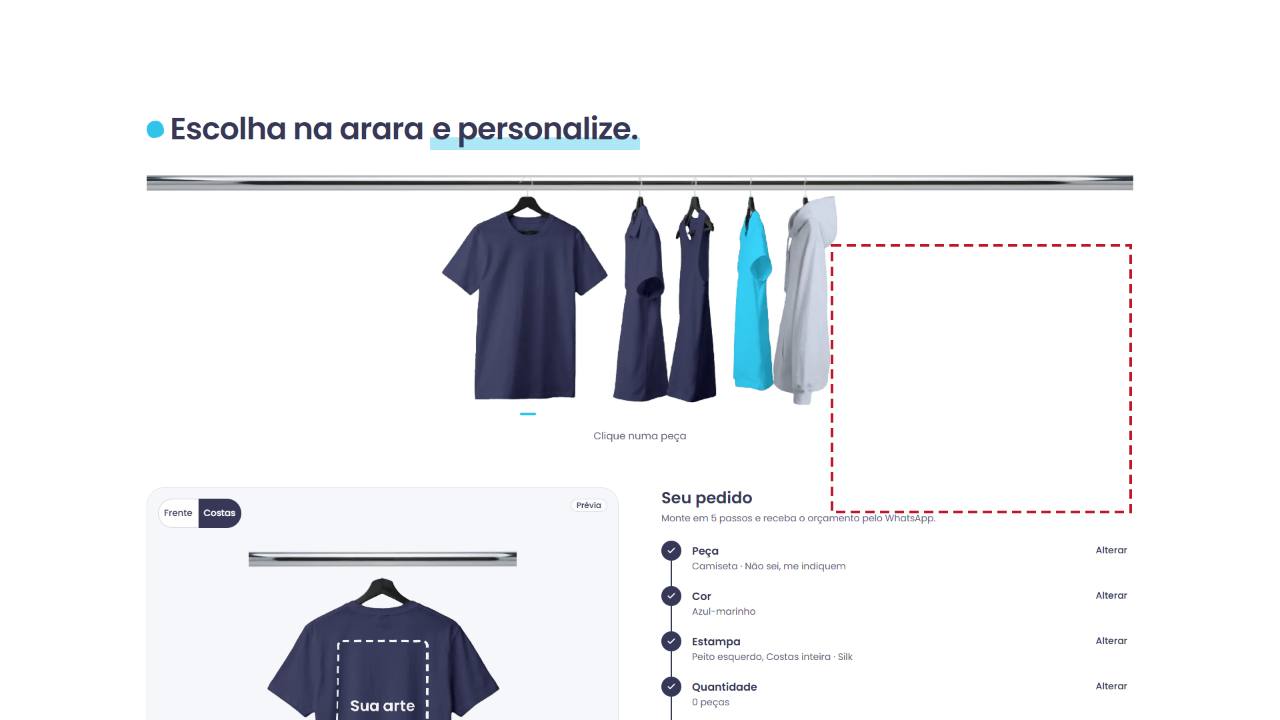 Escolha na arara e personalize.
Clique numa peça
Frente Costas
Prévia
Sua arte
Seu pedido
Monte em 5 passos e receba o orçamento pelo WhatsApp.
Peça
Alterar
Camiseta · Não sei, me indiquem
Cor
Alterar
Azul-marinho
Estampa
Alterar
Peito esquerdo, Costas inteira · Silk
Quantidade
Alterar
0 peças